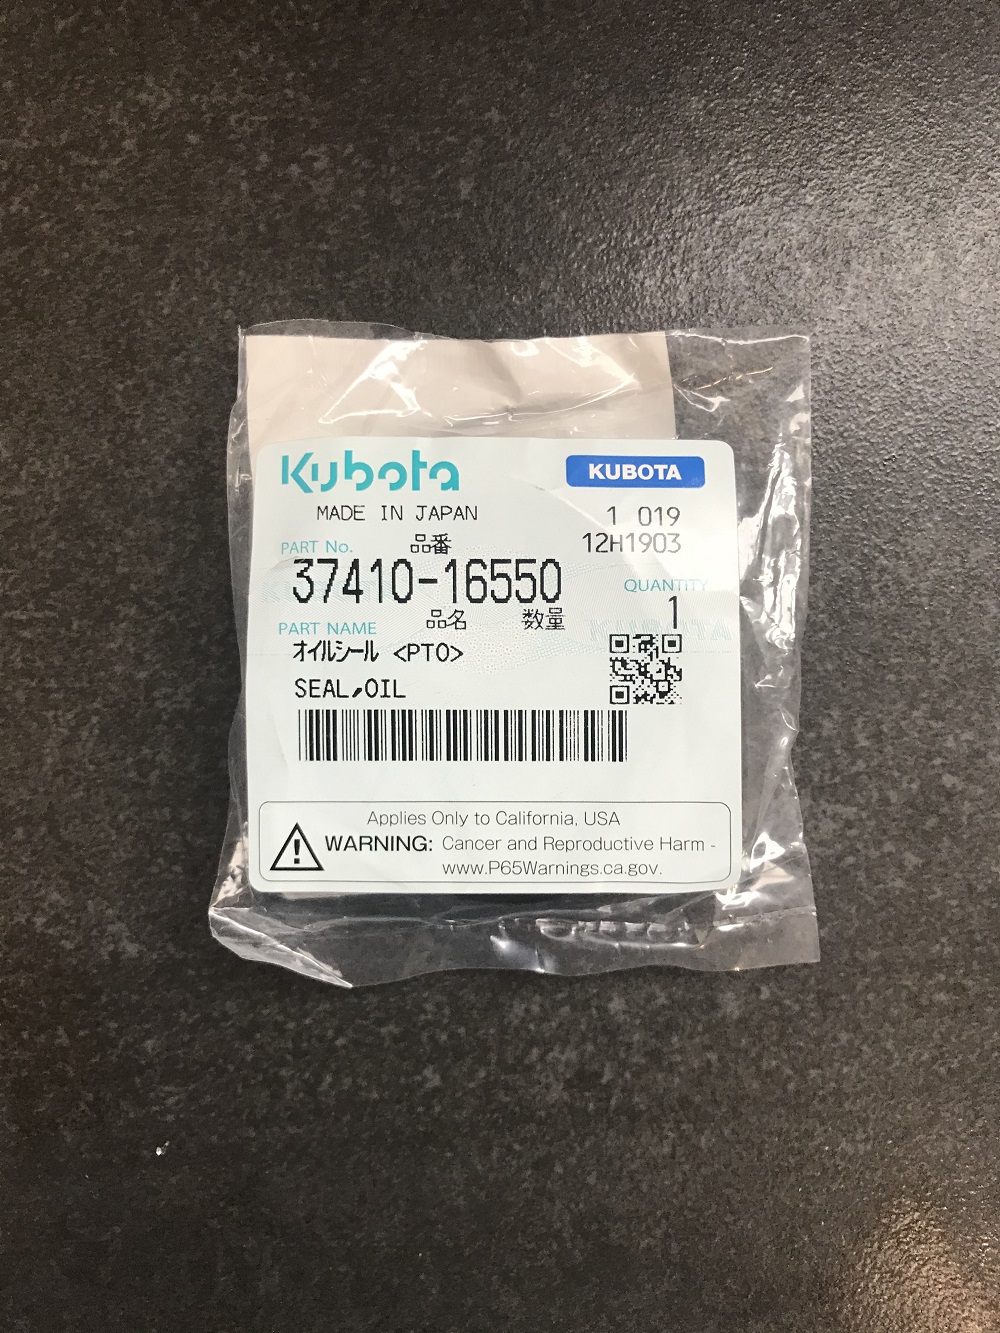 Kubota KUBOTA
MADE IN JAPAN 1 019
PART No. 品番 12H1903
37410-16550 QUANTITY
品名 数量 1
PART NAME
オイルシール <PTO>
SEAL,OIL
Applies Only to California, USA
WARNING: Cancer and Reproductive Harm -
www.P65Warnings.ca.gov.